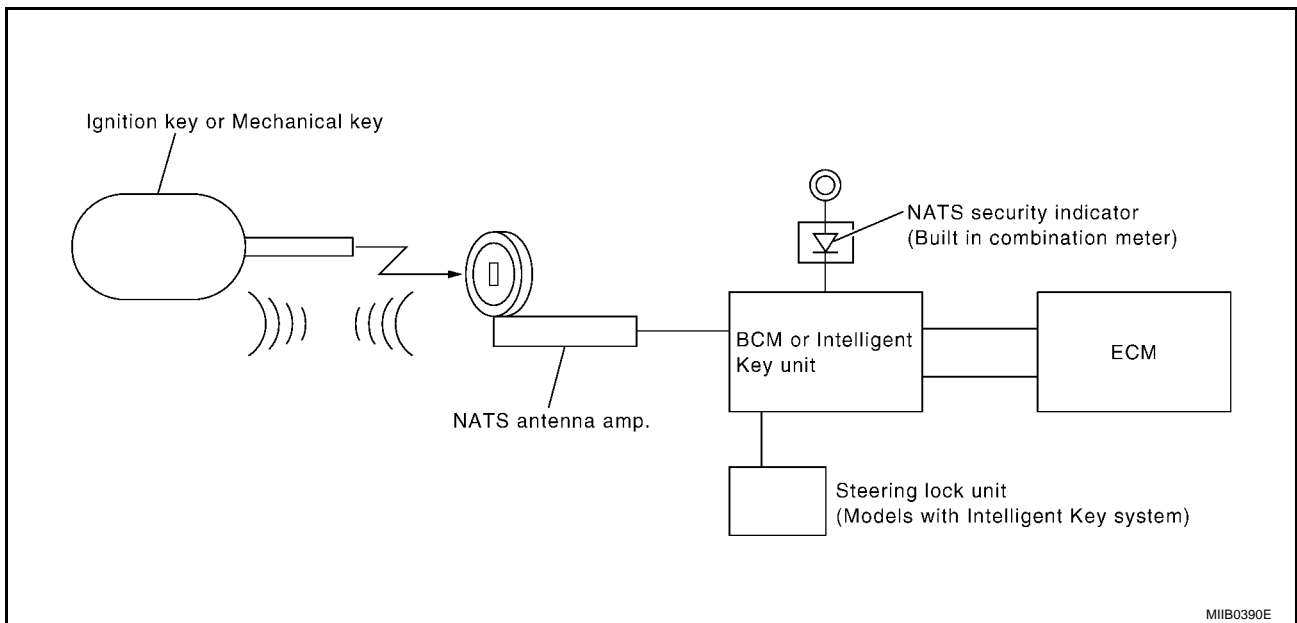 Ignition key or Mechanical key
NATS security indicator
(Built in combination meter)
BCM or Intelligent
Key unit
ECM
NATS antenna amp.
Steering lock unit
(Models with Intelligent Key system)
MIIB0390E